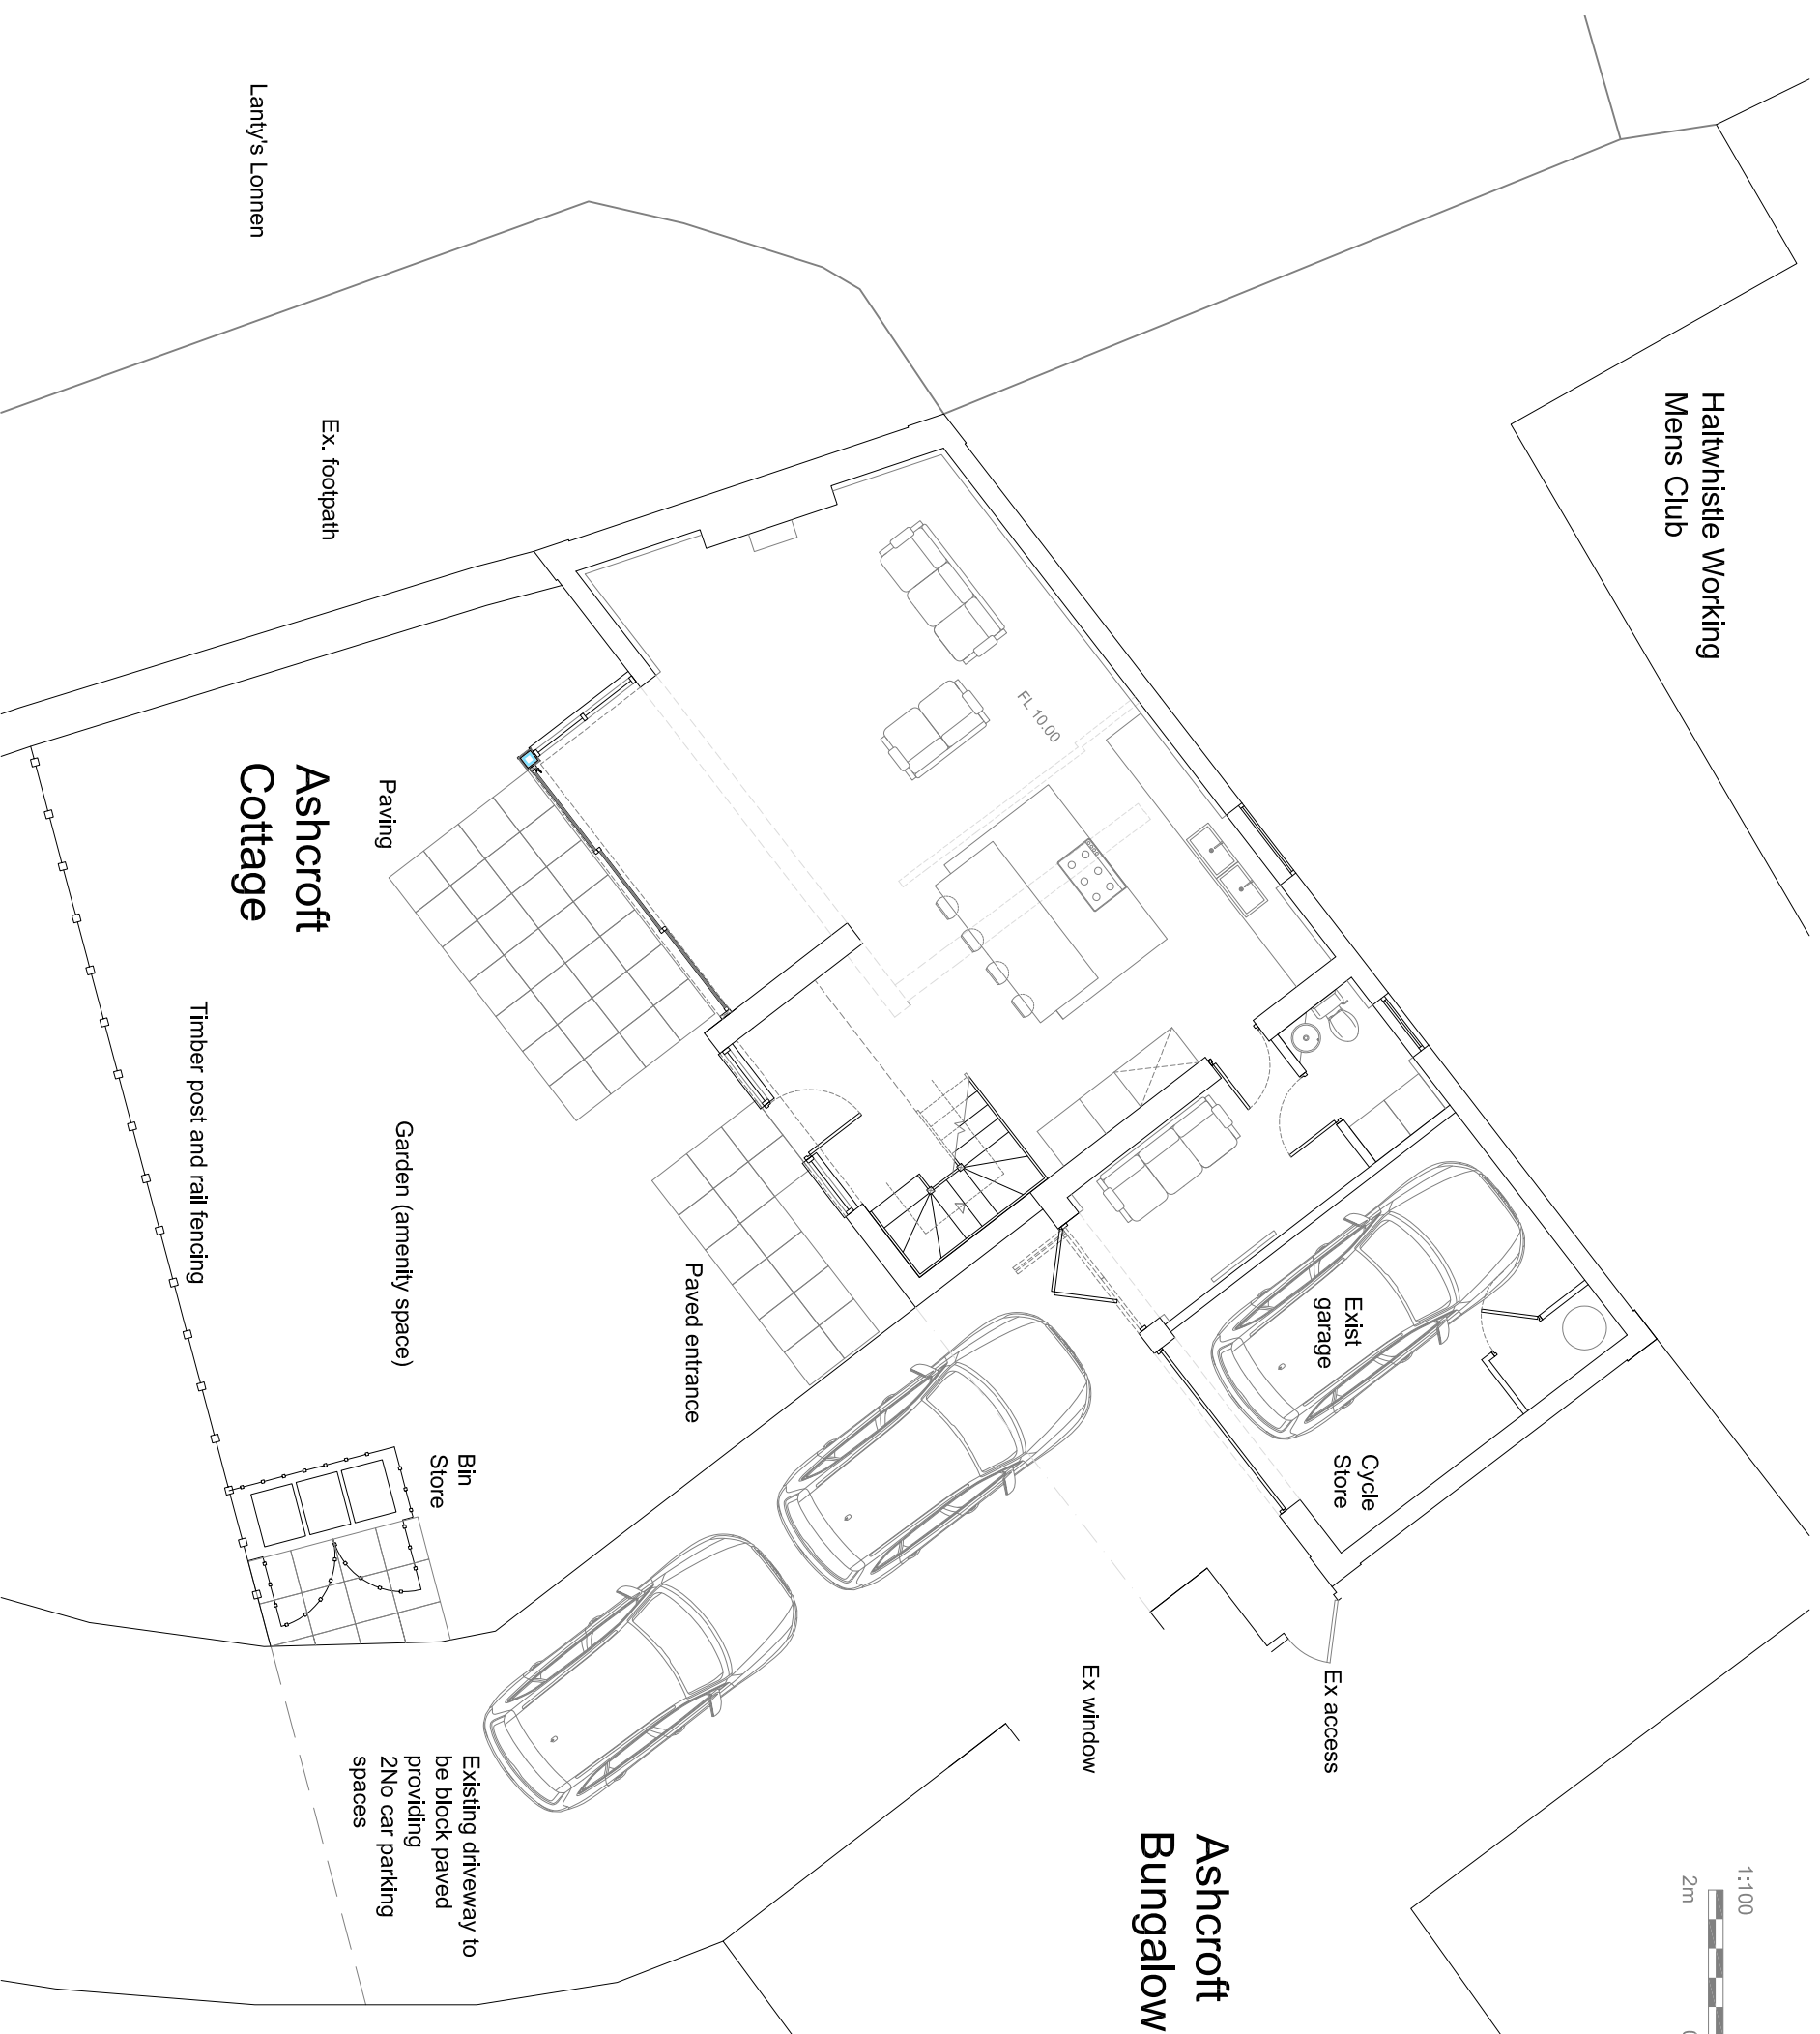 Haltwhistle Working
Mens Club
Lanty's Lonnen
Ex. footpath
FL 10.00
Ashcroft
Cottage
Paving
Timber post and rail fencing
Garden (amenity space)
Paved entrance
Exist
garage
Cycle
Store
Bin
Store
Ex access
Ex window
Existing driveway to
be block paved
providing
2No car parking
spaces
Ashcroft
Bungalow
1:100
2m